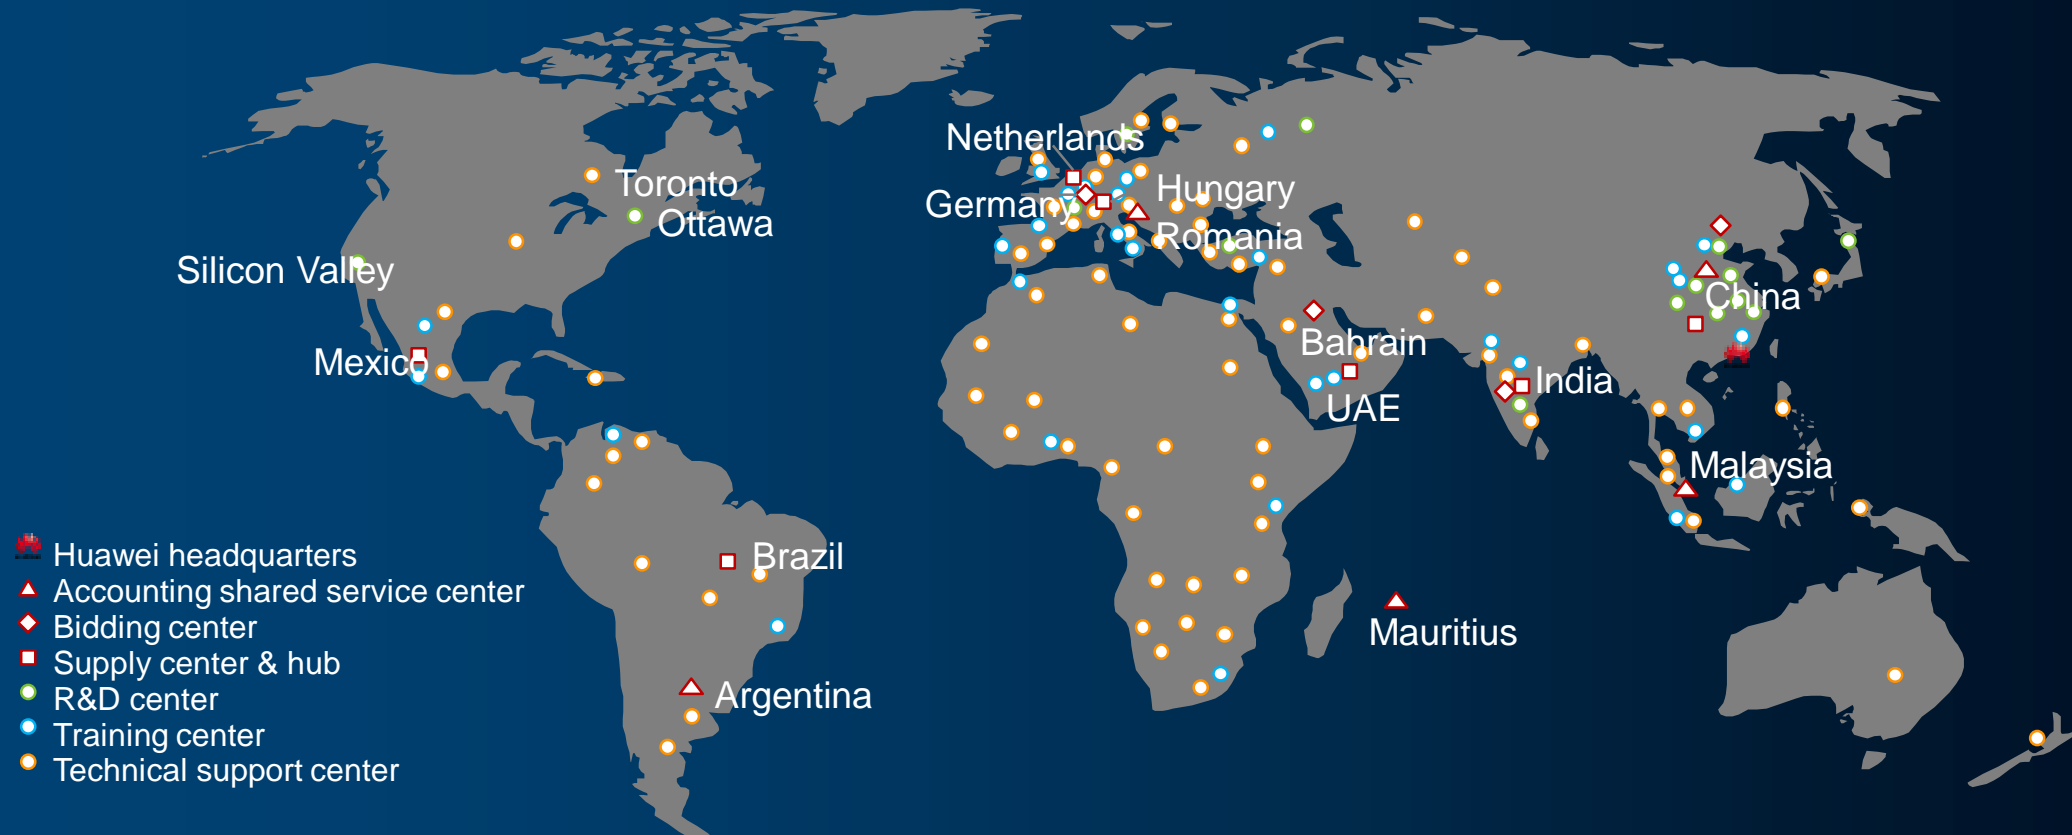 Netherlands
Toronto
Hungary
Germany
Ottawa
Romania
Silicon Valley
China
Bahrain
Mexico
India
UAE
Malaysia
Brazil
Mauritius
Argentina
Huawei headquarters
Accounting shared service center
Bidding center
Supply center & hub
R&D center
Training center
Technical support center